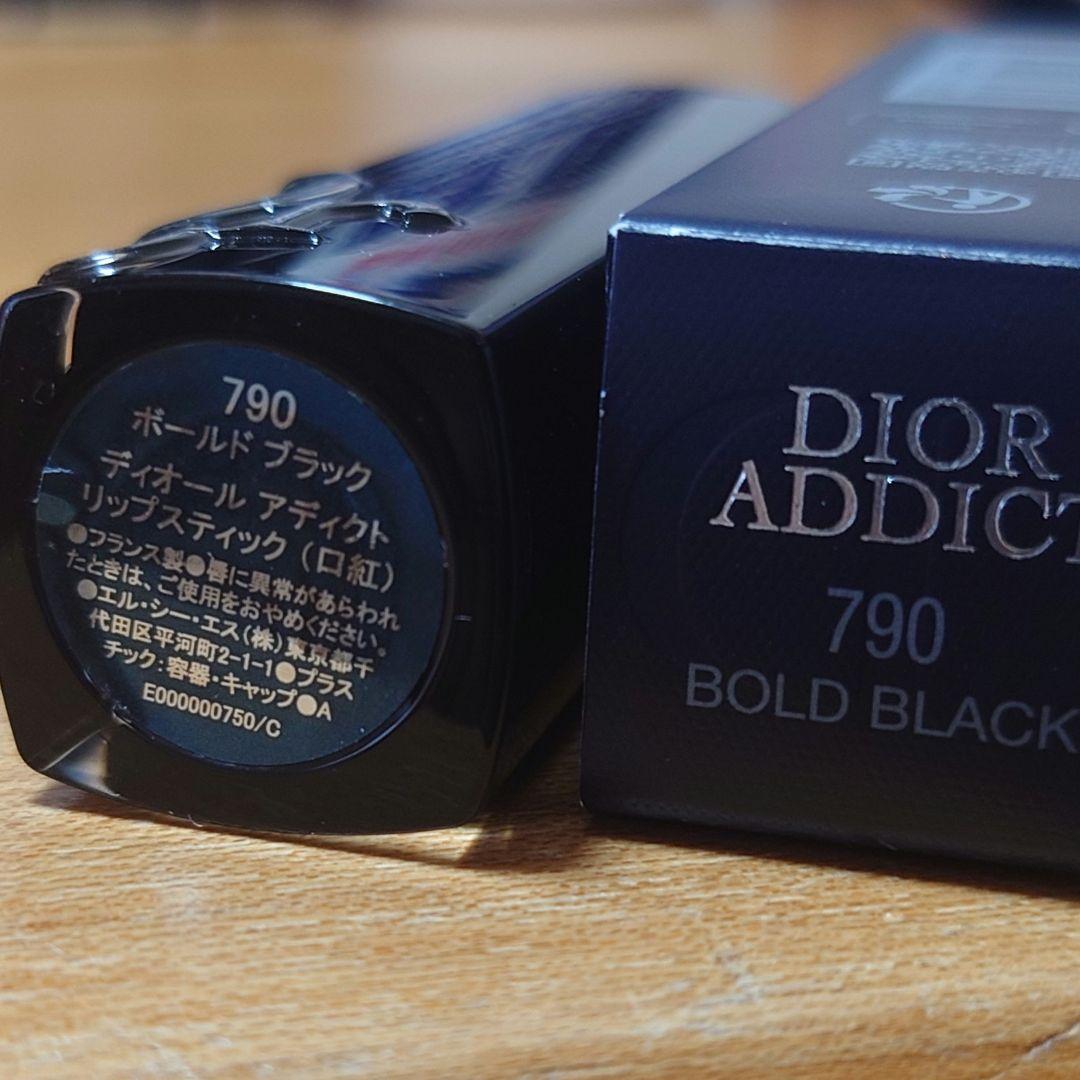 790
ボールド ブラック
ディオール アディクト
リップスティック (口紅)
●フランス製●唇に異常があらわれ
たときは、ご使用をおやめください。
●エル・シー・エス(株)東京都千
代田区平河町2-1-1●プラス
チック:容器・キャップ●A
E000000750/C
DIOR
ADDICT
790
BOLD BLACK